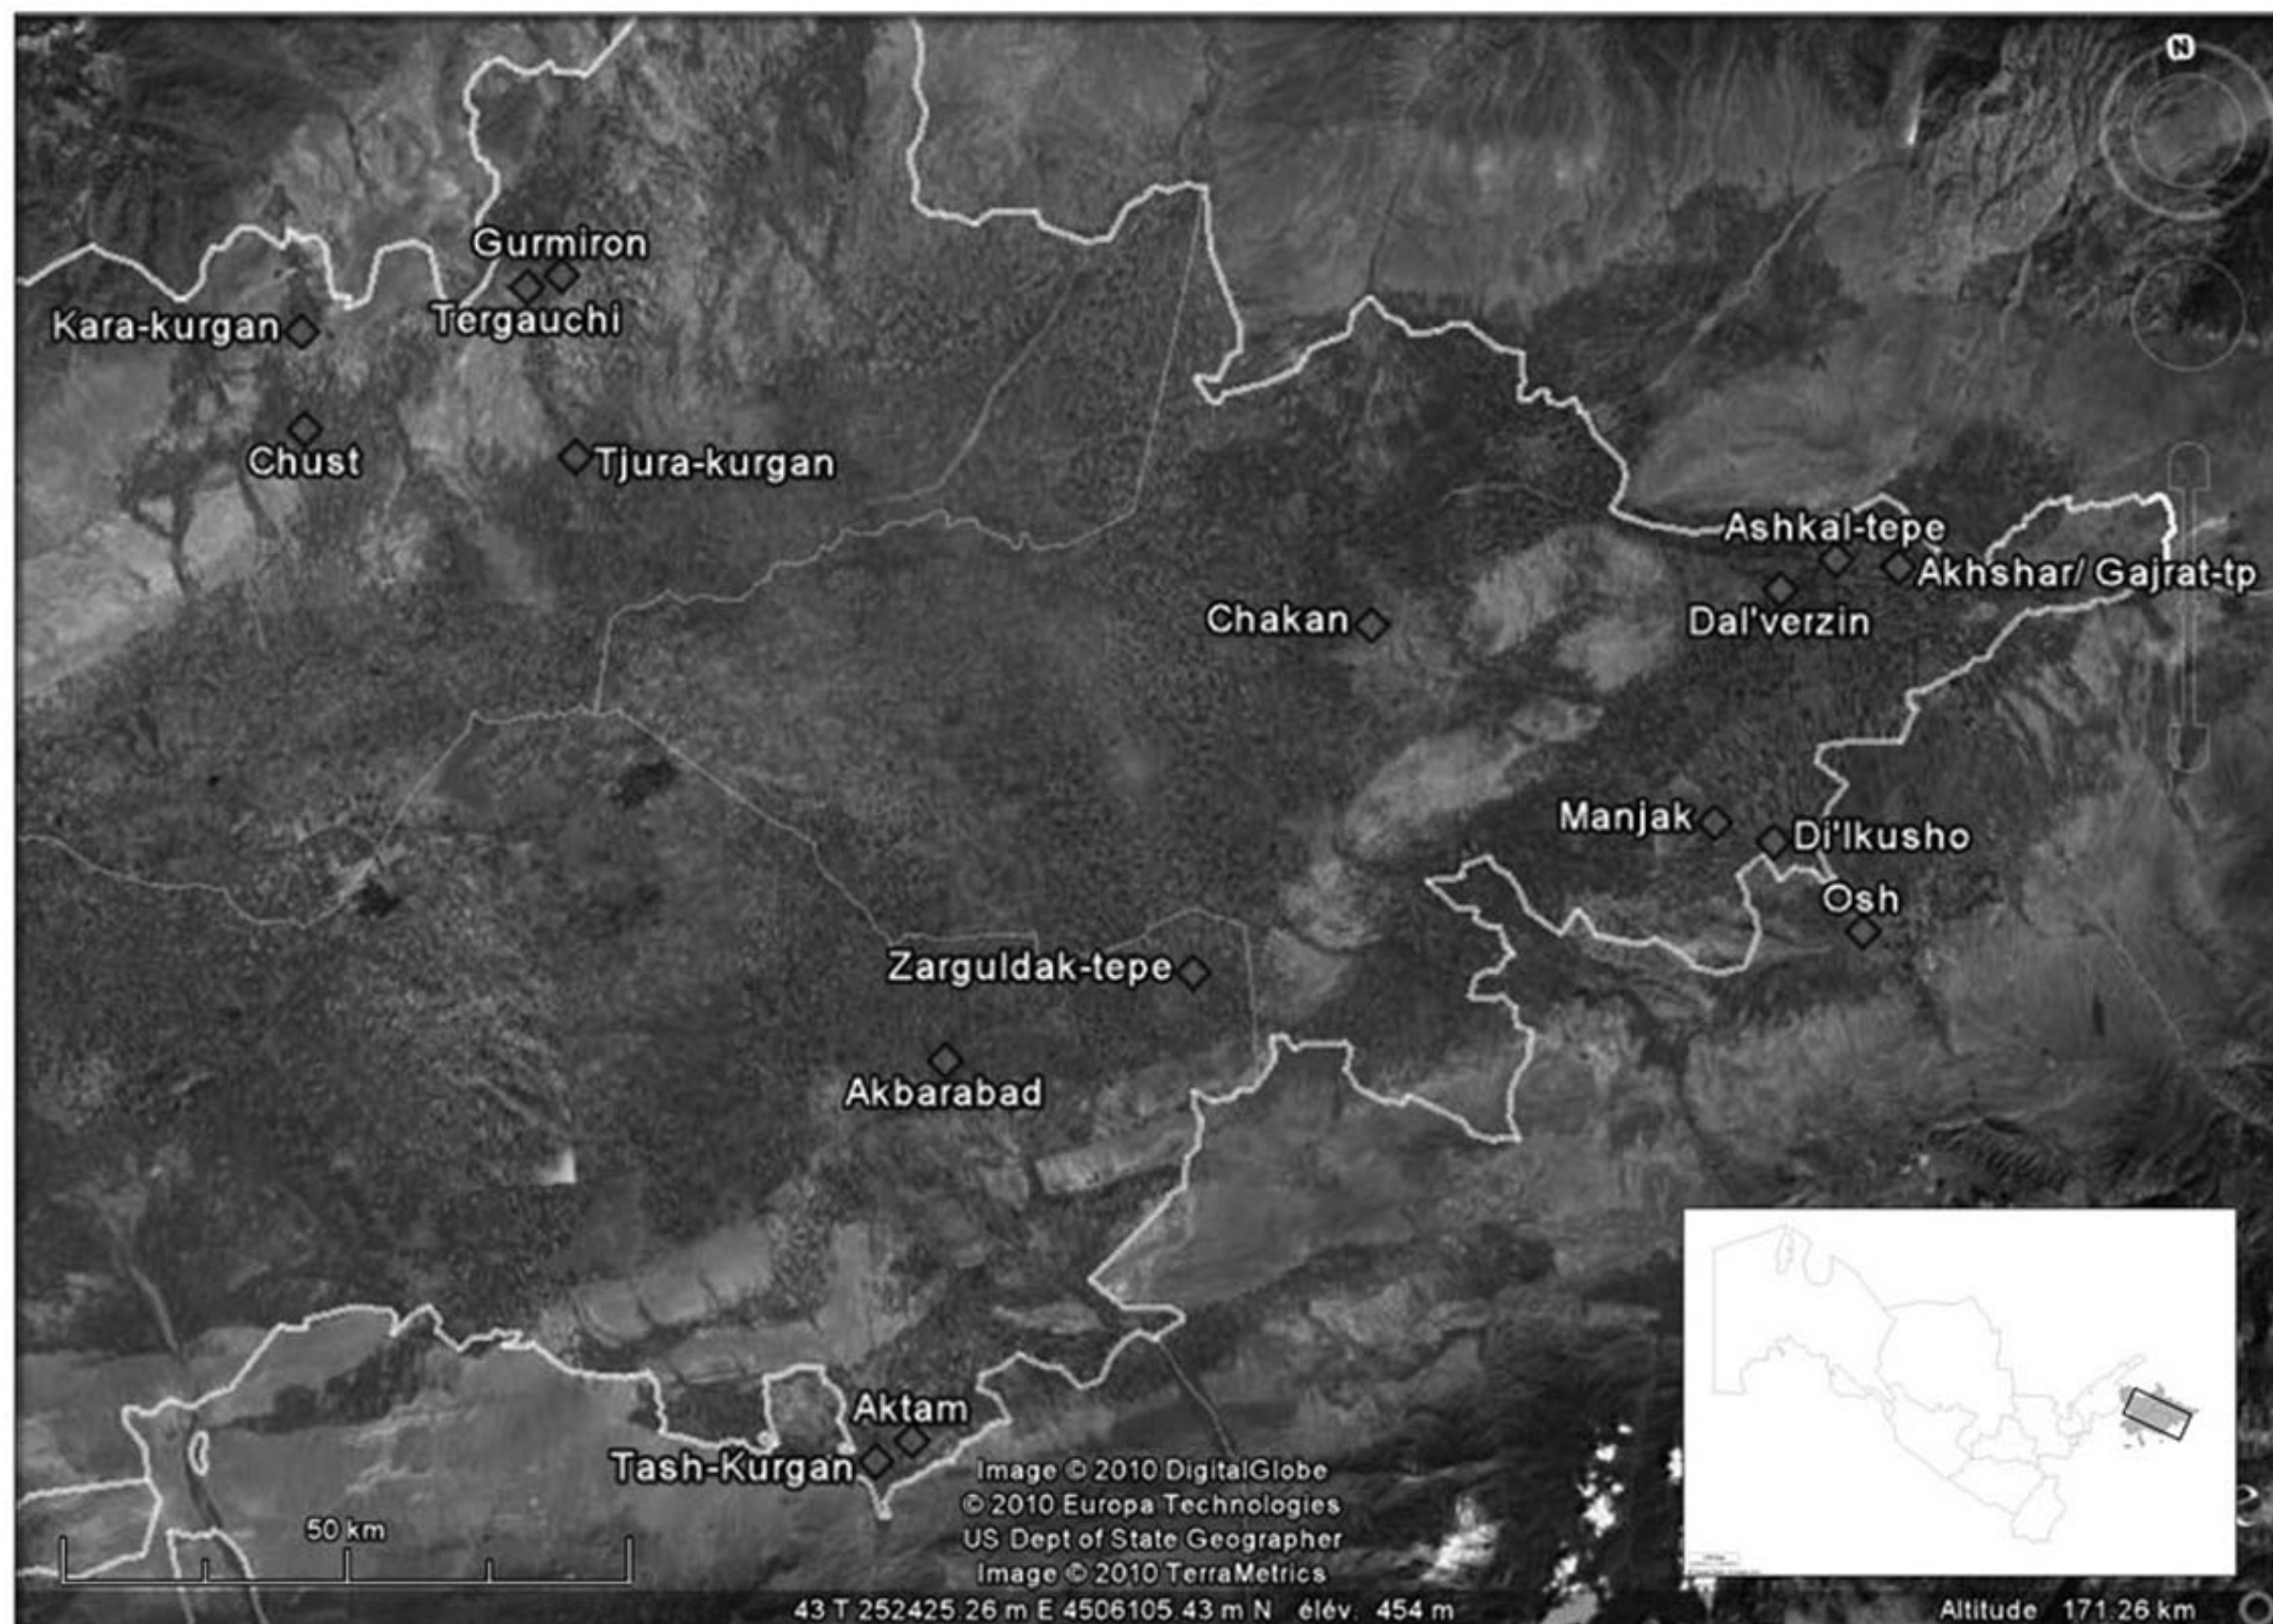 N
Gurmiron
Kara-kurgan
Tergauchi
Chust
Tjura-kurgan
Ashkal-tepe
Akhshar/ Gajrat-tp
Chakan
Dal'verzin
Manjak
Di'lkusho
Osh
Zarguldak-tepe
Akbarabad
Aktam
Tash-Kurgan
Image © 2010 DigitalGlobe
© 2010 Europa Technologies
US Dept of State Geographer
Image © 2010 TerraMetrics
50 km
43 T 252425.26 m E 4506105.43 m N élév. 454 m
Altitude 171.26 km